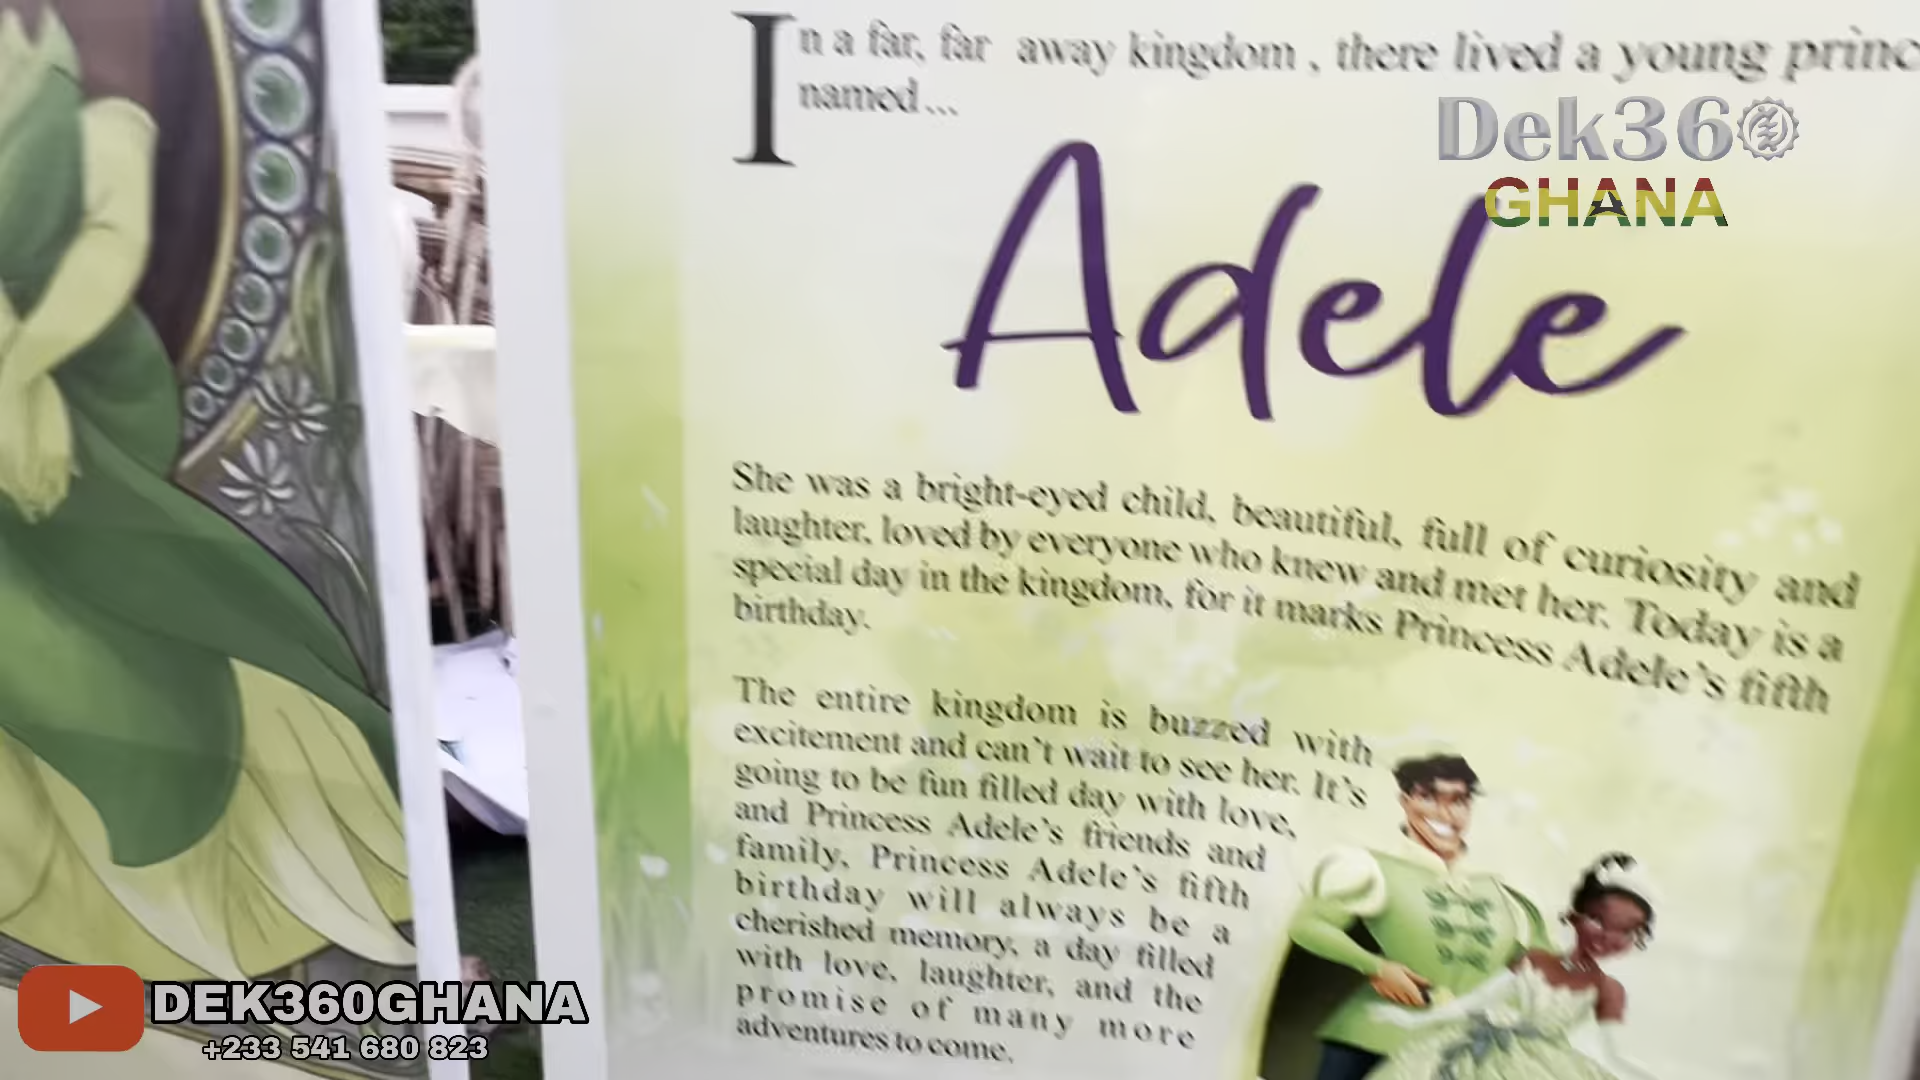 In a far, far away kingdom , there lived a young princ
named...
Dek360
GHANA
Adele
She was a bright-eyed child, beautiful, full of curiosity and
laughter, loved by everyone who knew and met her. Today is a
special day in the kingdom, for it marks Princess Adele's fifth
birthday.
The entire kingdom is buzzed with
excitement and can't wait to see her. It's
going to be fun filled day with love,
and Princess Adele's friends and
family, Princess Adele's fifth
birthday will always be a
cherished memory, a day filled
with love, laughter, and the
promise of many more
adventures to come.
DEK360GHANA
+233 541 680 823